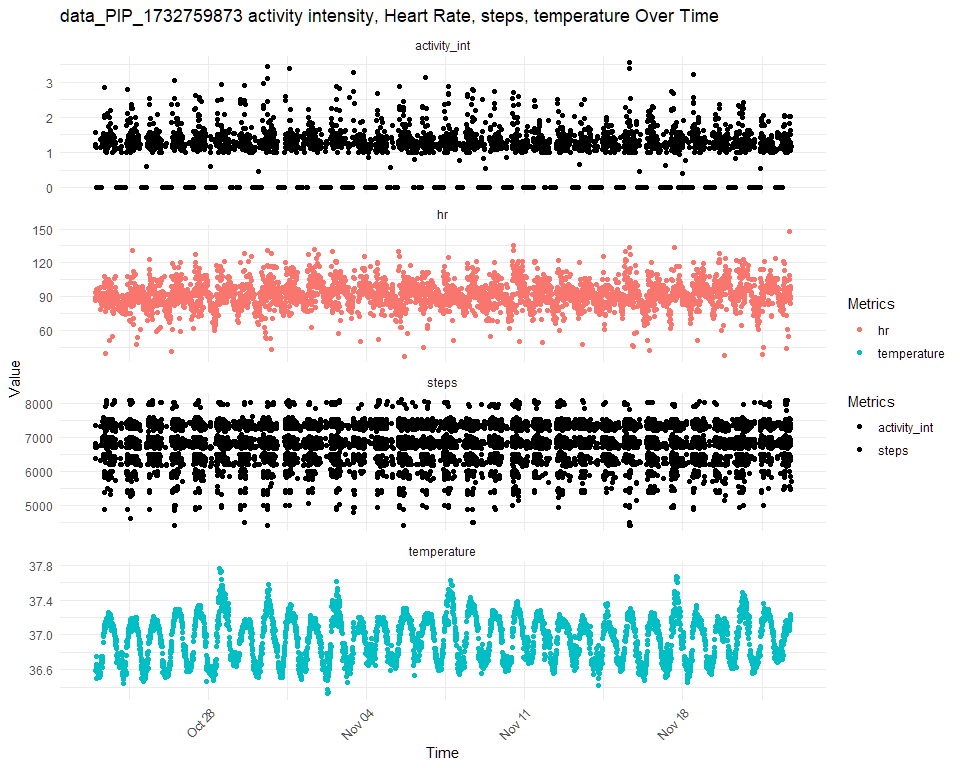 data_PIP_1732759873 activity intensity, Heart Rate, steps, temperature Over Time
activity_int
3
2
1
0
hr
150
120
90
60
steps
8000
7000
6000
5000
temperature
37.8
37.4
37.0
36.6
Oct 28
Nov 04
Nov 11
Nov 18
Time
Value
Metrics
hr
temperature
Metrics
activity_int
steps